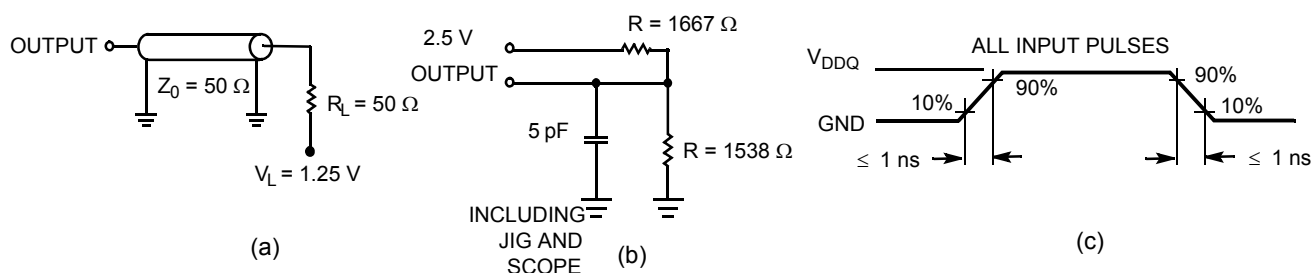 OUTPUT
Z0 = 50 Ω
RL = 50 Ω
VL = 1.25 V
(a)
R = 1667 Ω
2.5 V
OUTPUT
5 pF
R = 1538 Ω
INCLUDING
JIG AND
SCOPE
(b)
ALL INPUT PULSES
VDDQ
GND
10%
90%
90%
10%
≤ 1 ns
≤ 1 ns
(c)